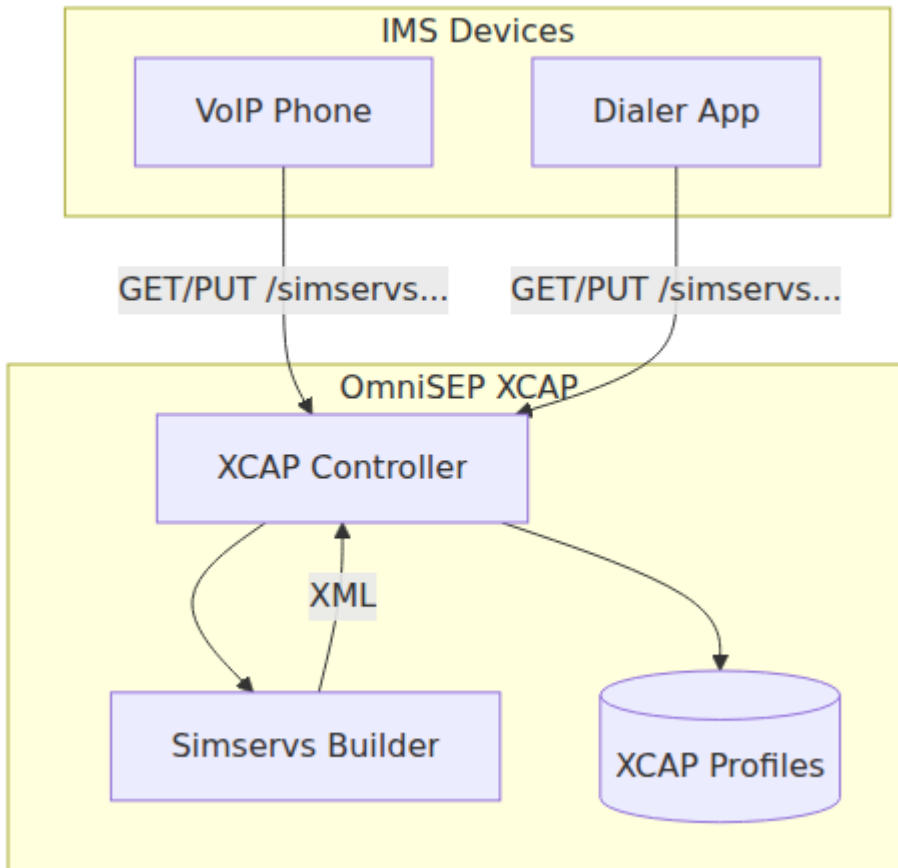 IMS Devices
VoIP Phone
Dialer App
GET/PUT /simservs...
GET/PUT /simservs...
OmniSEP XCAP
XCAP Controller
XML
Simservs Builder
XCAP Profiles